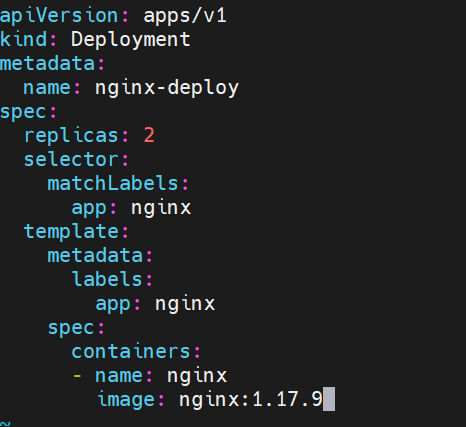 apiVersion: apps/v1
kind: Deployment
metadata:
  name: nginx-deploy
spec:
  replicas: 2
  selector:
    matchLabels:
      app: nginx
  template:
    metadata:
      labels:
        app: nginx
    spec:
      containers:
      - name: nginx
        image: nginx:1.17.9
~